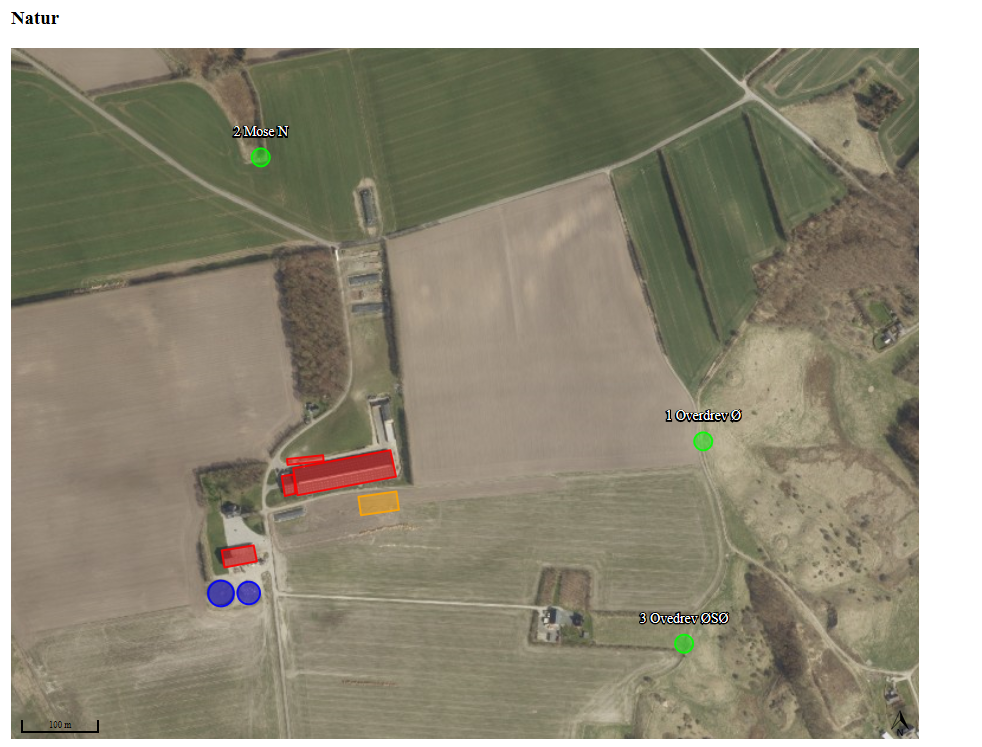 Natur
2 Mose N
1 Overdrev Ø
3 Ovedrev ØSØ
100 m
N